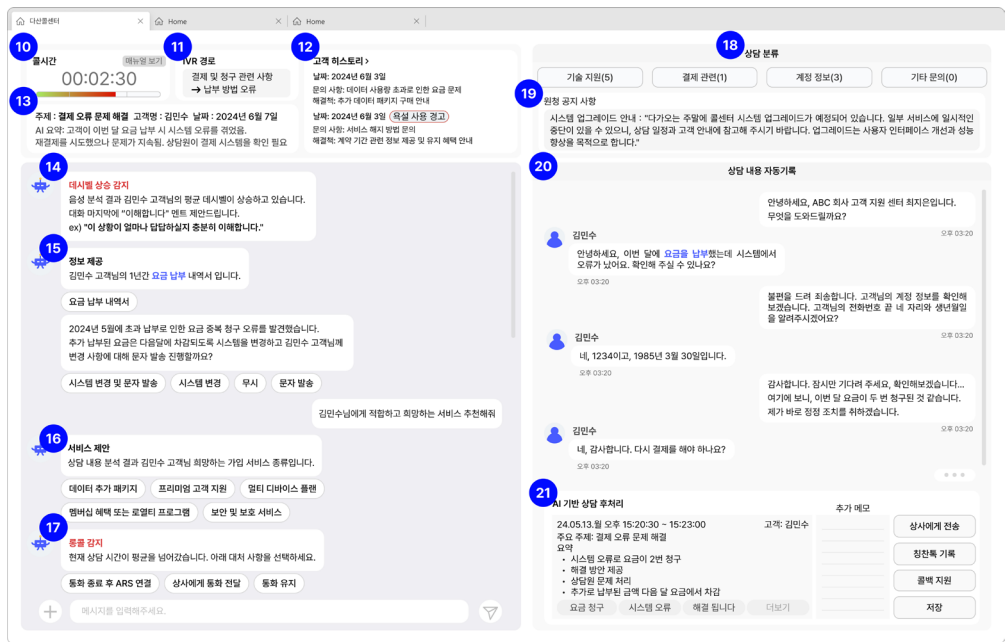 다산콜센터
Home
Home
10
콜시간
매뉴얼 보기
00:02:30
11
IVR 경로
결제 및 청구 관련 사항
→ 납부 방법 오류
12
고객 히스토리 >
날짜: 2024년 6월 3일
문의 사항: 데이터 사용량 초과로 인한 요금 문제
해결책: 추가 데이터 패키지 구매 안내
날짜: 2024년 6월 3일 욕설 사용 경고
문의 사항: 서비스 해지 방법 문의
해결책: 계약 기간 관련 정보 제공 및 유지 혜택 안내
13
주제 : 결제 오류 문제 해결 고객명 : 김민수 날짜 : 2024년 6월 7일
AI 요약: 고객이 이번 달 요금 납부 시 시스템 오류를 겪었음.
재결제를 시도했으나 문제가 지속됨. 상담원이 결제 시스템을 확인 필요
14
데시벨 상승 감지
음성 분석 결과 김민수 고객님의 평균 데시벨이 상승하고 있습니다.
대화 마지막에 "이해합니다" 멘트 제안드립니다.
ex) "이 상황이 얼마나 답답하실지 충분히 이해합니다."
15
정보 제공
김민수 고객님의 1년간 요금 납부 내역서 입니다.
요금 납부 내역서
2024년 5월에 초과 납부로 인한 요금 중복 청구 오류를 발견했습니다.
추가 납부된 요금은 다음달에 차감되도록 시스템을 변경하고 김민수 고객님께
변경 사항에 대해 문자 발송 진행할까요?
시스템 변경 및 문자 발송
시스템 변경
무시
문자 발송
김민수님에게 적합하고 희망하는 서비스 추천해줘
16
서비스 제안
상담 내용 분석 결과 김민수 고객님 희망하는 가입 서비스 종류입니다.
데이터 추가 패키지
프리미엄 고객 지원
멀티 디바이스 플랜
멤버십 혜택 또는 로열티 프로그램
보안 및 보호 서비스
17
롱콜 감지
현재 상담 시간이 평균을 넘어갔습니다. 아래 대처 사항을 선택하세요.
통화 종료 후 ARS 연결
상사에게 통화 전달
통화 유지
메시지를 입력해주세요.
18
상담 분류
기술 지원(5)
결제 관련(1)
계정 정보(3)
기타 문의(0)
19
원청 공지 사항
시스템 업그레이드 안내 : "다가오는 주말에 콜센터 시스템 업그레이드가 예정되어 있습니다. 일부 서비스에 일시적인
중단이 있을 수 있으니, 상담 일정과 고객 안내에 참고해 주시기 바랍니다. 업그레이드는 사용자 인터페이스 개선과 성능
향상을 목적으로 합니다."
20
상담 내용 자동기록
안녕하세요, ABC 회사 고객 지원 센터 최지은입니다.
무엇을 도와드릴까요?
오후 03:20
김민수
안녕하세요, 이번 달에 요금을 납부했는데 시스템에서
오류가 났어요. 확인해 주실 수 있나요?
오후 03:20
불편을 드려 죄송합니다. 고객님의 계정 정보를 확인해
보겠습니다. 고객님의 전화번호 끝 네 자리와 생년월일
을 알려주시겠어요?
오후 03:20
김민수
네, 1234이고, 1985년 3월 30일입니다.
오후 03:20
감사합니다. 잠시만 기다려 주세요, 확인해보겠습니다...
여기에 보니, 이번 달 요금이 두 번 청구된 것 같습니다.
제가 바로 정정 조치를 취하겠습니다.
오후 03:20
김민수
네, 감사합니다. 다시 결제를 해야 하나요?
오후 03:20
21
AI 기반 상담 후처리
24.05.13.월 오후 15:20:30 ~ 15:23:00
고객: 김민수
주요 주제: 결제 오류 문제 해결
요약
• 시스템 오류로 요금이 2번 청구
• 해결 방안 제공
• 상담원 문제 처리
• 추가로 납부된 금액 다음 달 요금에서 차감
요금 청구
시스템 오류
해결 됩니다
더보기
추가 메모
상사에게 전송
칭찬톡 기록
콜백 지원
저장